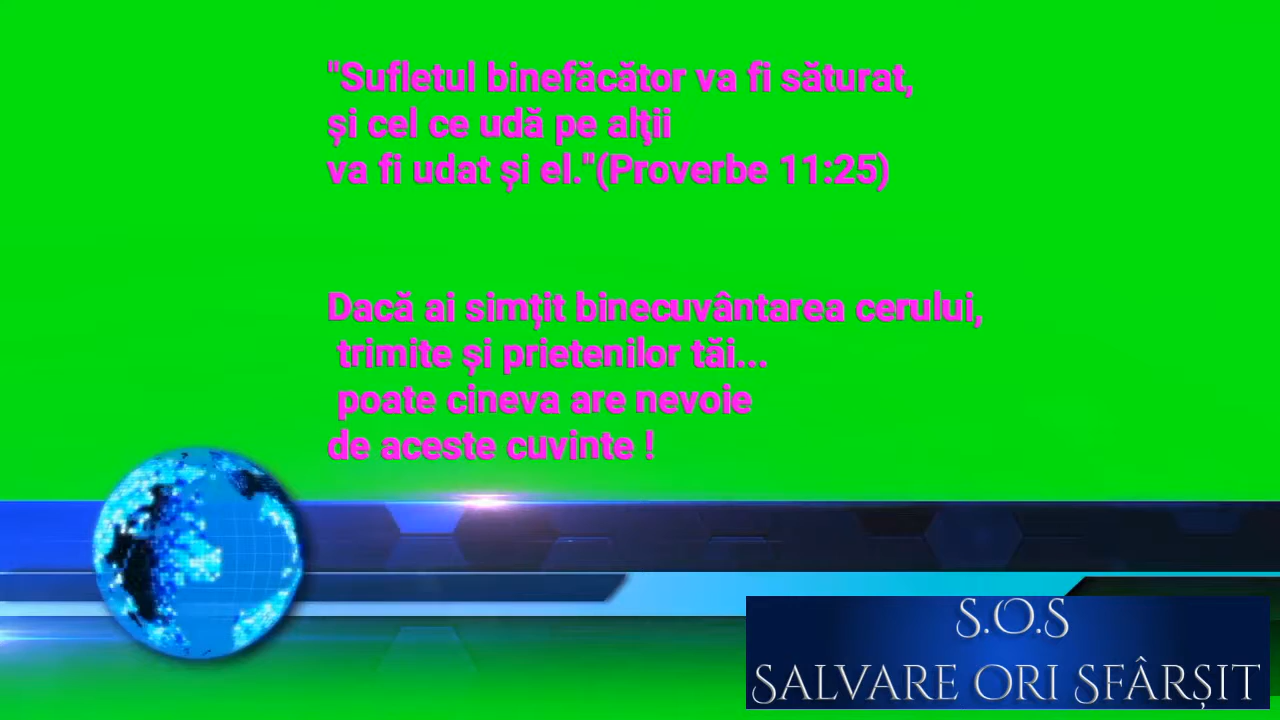 "Sufletul binefăcător va fi săturat,
și cel ce udă pe alţii
va fi udat și el."(Proverbe 11:25)
Dacă ai simțit binecuvântarea cerului,
trimite și prietenilor tăi...
poate cineva are nevoie
de aceste cuvinte !
S.O.S
SALVARE ORI SFÂRȘIT